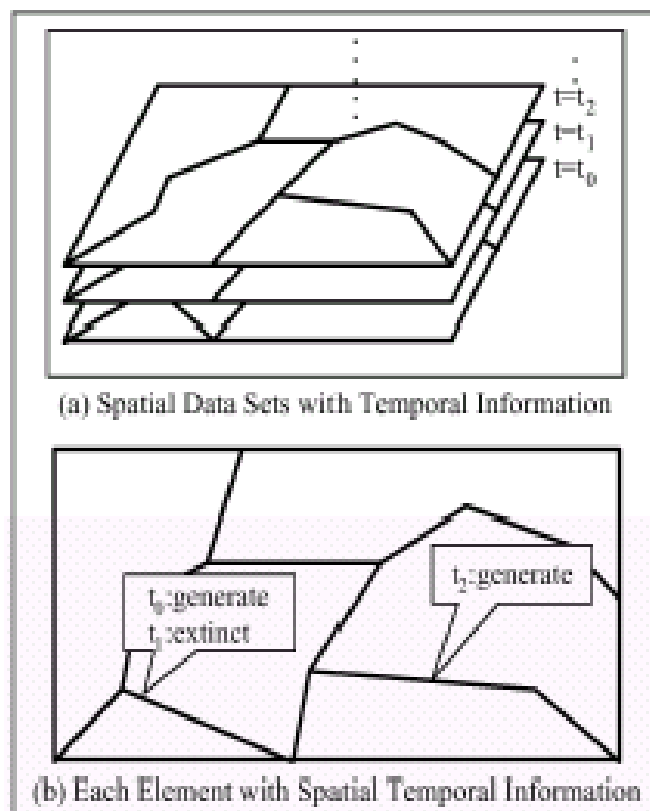 t=t₂
t=t₁
t=t₀
(a) Spatial Data Sets with Temporal Information
t₀:generate
t₁:extinct
t₂:generate
(b) Each Element with Spatial Temporal Information